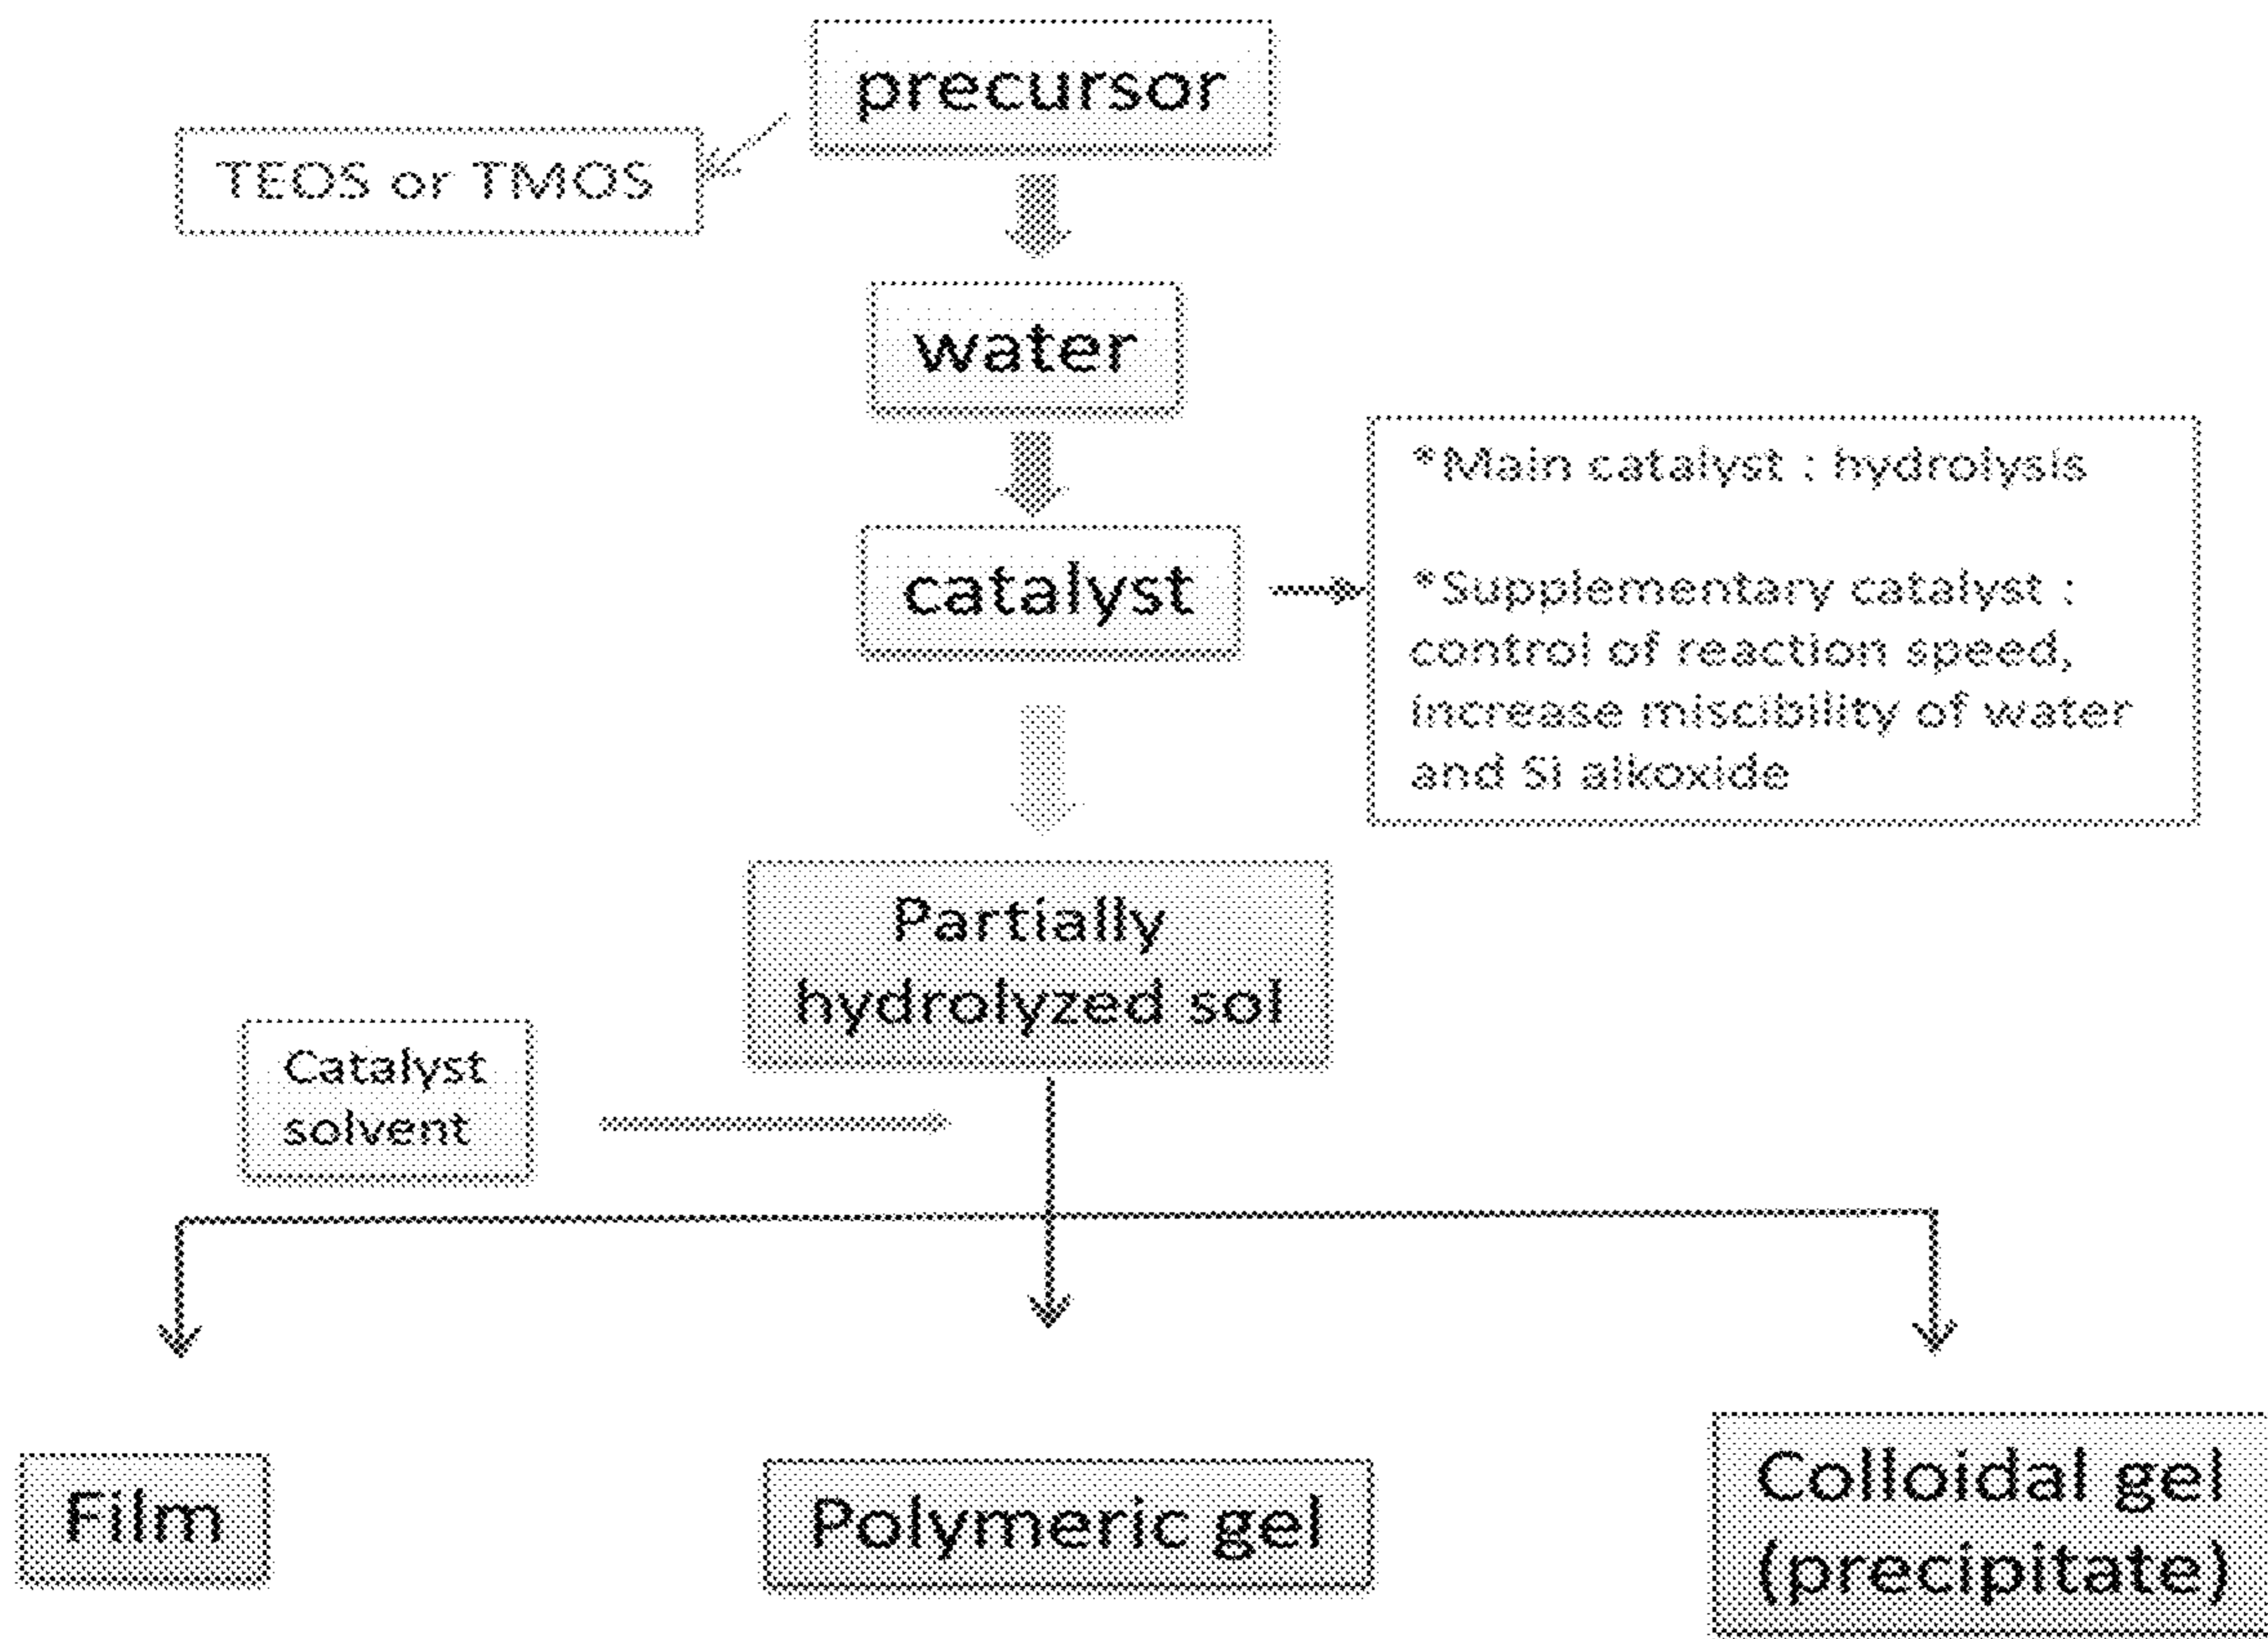 precursor
TEOS or TMOS
water
catalyst
*Main catalyst : hydrolysis
*Supplementary catalyst :
control of reaction speed,
increase miscibility of water
and Si alkoxide
Partially
hydrolyzed sol
Catalyst
solvent
Film
Polymeric gel
Colloidal gel
(precipitate)